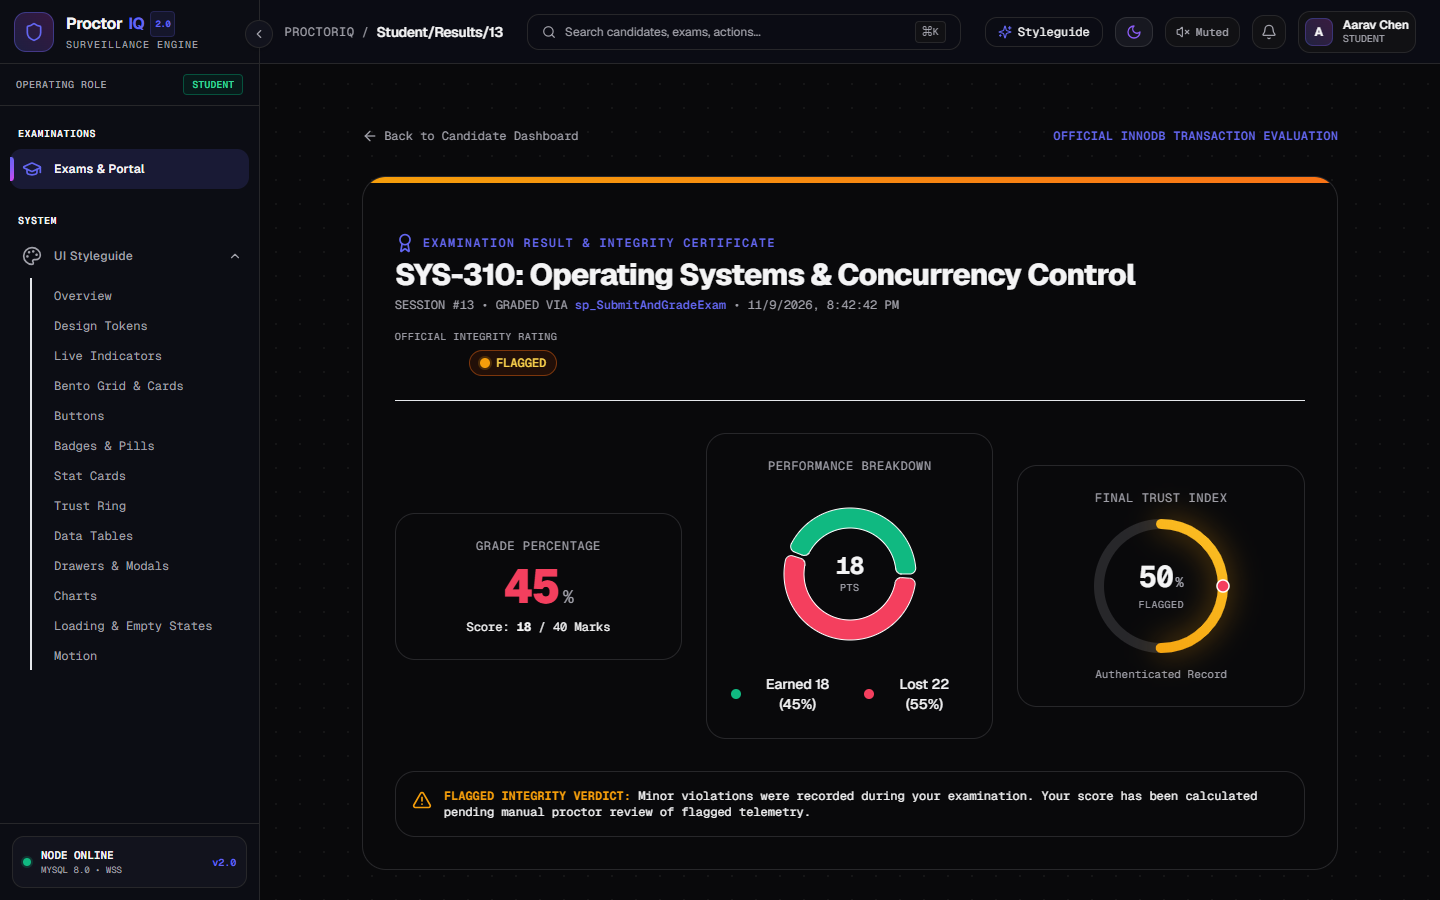 Proctor IQ 2.0
SURVEILLANCE ENGINE
PROCTORIQ / Student/Results/13
Search candidates, exams, actions...
⌘K
Styleguide
Muted
A
Aarav Chen
STUDENT
OPERATING ROLE
STUDENT
EXAMINATIONS
Exams & Portal
SYSTEM
UI Styleguide
Overview
Design Tokens
Live Indicators
Bento Grid & Cards
Buttons
Badges & Pills
Stat Cards
Trust Ring
Data Tables
Drawers & Modals
Charts
Loading & Empty States
Motion
NODE ONLINE
MYSQL 8.0 • WSS
v2.0
Back to Candidate Dashboard
OFFICIAL INNODB TRANSACTION EVALUATION
EXAMINATION RESULT & INTEGRITY CERTIFICATE
SYS-310: Operating Systems & Concurrency Control
SESSION #13 • GRADED VIA sp_SubmitAndGradeExam • 11/9/2026, 8:42:42 PM
OFFICIAL INTEGRITY RATING
FLAGGED
GRADE PERCENTAGE
45%
Score: 18 / 40 Marks
PERFORMANCE BREAKDOWN
18
PTS
Earned 18
(45%)
Lost 22
(55%)
FINAL TRUST INDEX
50%
FLAGGED
Authenticated Record
FLAGGED INTEGRITY VERDICT: Minor violations were recorded during your examination. Your score has been calculated
pending manual proctor review of flagged telemetry.